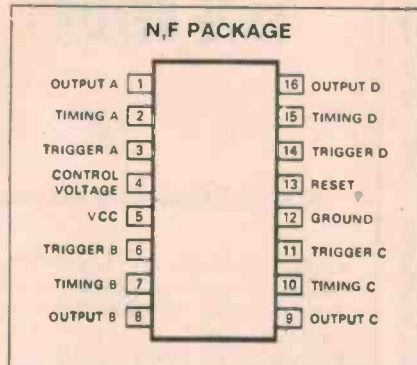 N,F PACKAGE
OUTPUT A 1
TIMING A 2
TRIGGER A 3
CONTROL
VOLTAGE 4
VCC 5
TRIGGER B 6
TIMING B 7
OUTPUT B 8
16 OUTPUT D
15 TIMING D
14 TRIGGER D
13 RESET
12 GROUND
11 TRIGGER C
10 TIMING C
9 OUTPUT C